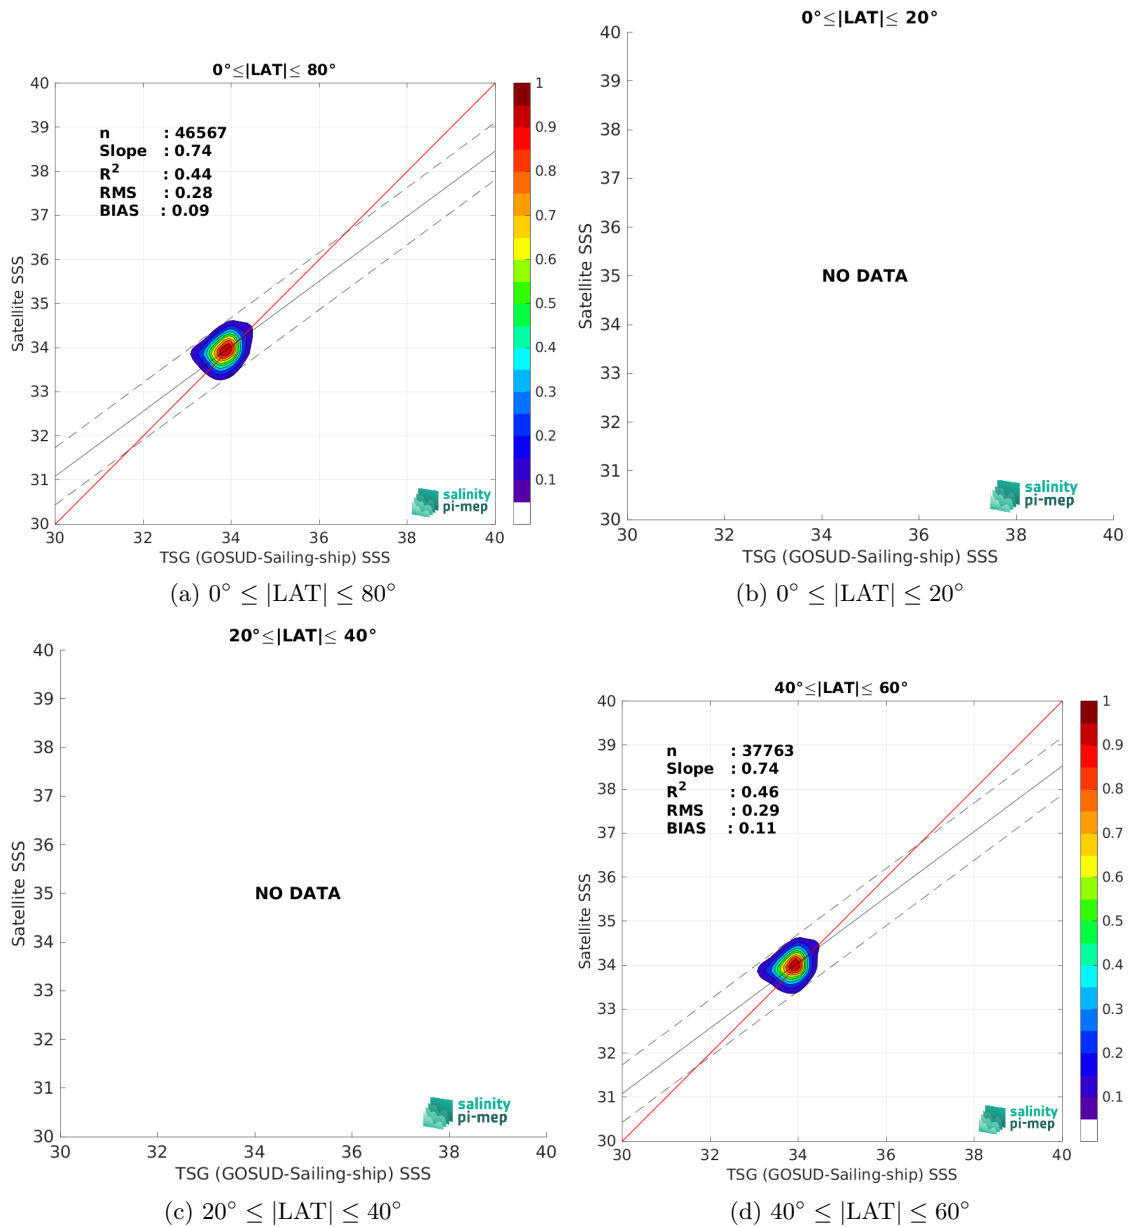 0°≤|LAT|≤ 80°
40
39
38
37
36
35
34
33
32
31
30
Satellite SSS
n : 46567
Slope : 0.74
R2 : 0.44
RMS : 0.28
BIAS : 0.09
salinity
pi-mep
30 32 34 36 38 40
TSG (GOSUD-Sailing-ship) SSS
1
0.9
0.8
0.7
0.6
0.5
0.4
0.3
0.2
0.1
(a) 0° ≤ |LAT| ≤ 80°
0°≤|LAT|≤ 20°
40
39
38
37
36
35
34
33
32
31
30
Satellite SSS
NO DATA
salinity
pi-mep
30 32 34 36 38 40
TSG (GOSUD-Sailing-ship) SSS
(b) 0° ≤ |LAT| ≤ 20°
20°≤|LAT|≤ 40°
40
39
38
37
36
35
34
33
32
31
30
Satellite SSS
NO DATA
salinity
pi-mep
30 32 34 36 38 40
TSG (GOSUD-Sailing-ship) SSS
(c) 20° ≤ |LAT| ≤ 40°
40°≤|LAT|≤ 60°
40
39
38
37
36
35
34
33
32
31
30
Satellite SSS
n : 37763
Slope : 0.74
R2 : 0.46
RMS : 0.29
BIAS : 0.11
salinity
pi-mep
30 32 34 36 38 40
TSG (GOSUD-Sailing-ship) SSS
1
0.9
0.8
0.7
0.6
0.5
0.4
0.3
0.2
0.1
(d) 40° ≤ |LAT| ≤ 60°